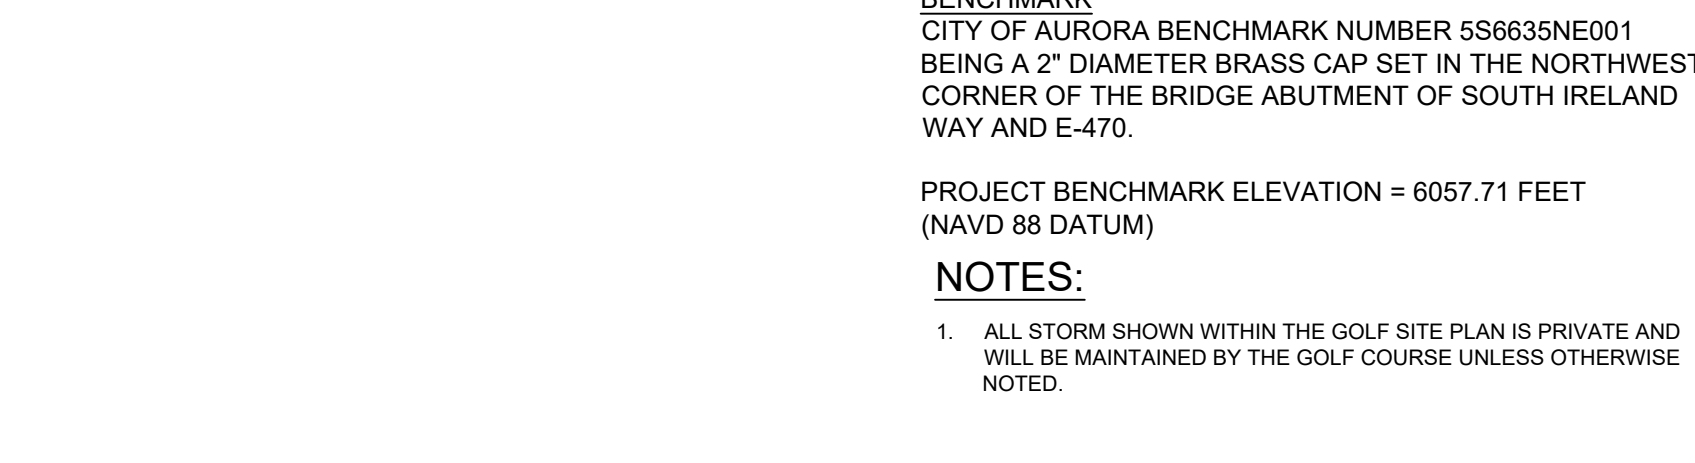 BENCHMARK
CITY OF AURORA BENCHMARK NUMBER 5S6635NE001
BEING A 2" DIAMETER BRASS CAP SET IN THE NORTHWEST
CORNER OF THE BRIDGE ABUTMENT OF SOUTH IRELAND
WAY AND E-470.
PROJECT BENCHMARK ELEVATION = 6057.71 FEET
(NAVD 88 DATUM)
NOTES:
1. ALL STORM SHOWN WITHIN THE GOLF SITE PLAN IS PRIVATE AND
WILL BE MAINTAINED BY THE GOLF COURSE UNLESS OTHERWISE
NOTED.